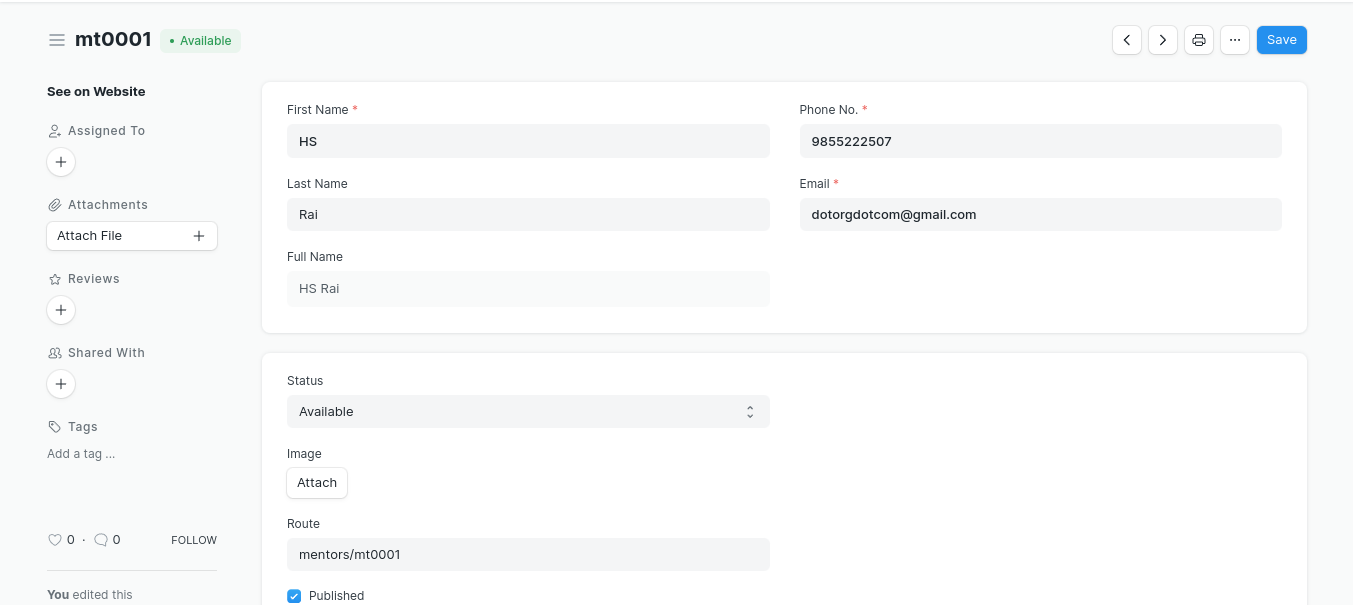 mt0001
Available
Save
See on Website
Assigned To
Attachments
Attach File
Reviews
Shared With
Tags
Add a tag ...
0 · 0 FOLLOW
You edited this
First Name *
HS
Last Name
Rai
Full Name
HS Rai
Phone No. *
9855222507
Email *
dotorgdotcom@gmail.com
Status
Available
Image
Attach
Route
mentors/mt0001
Published